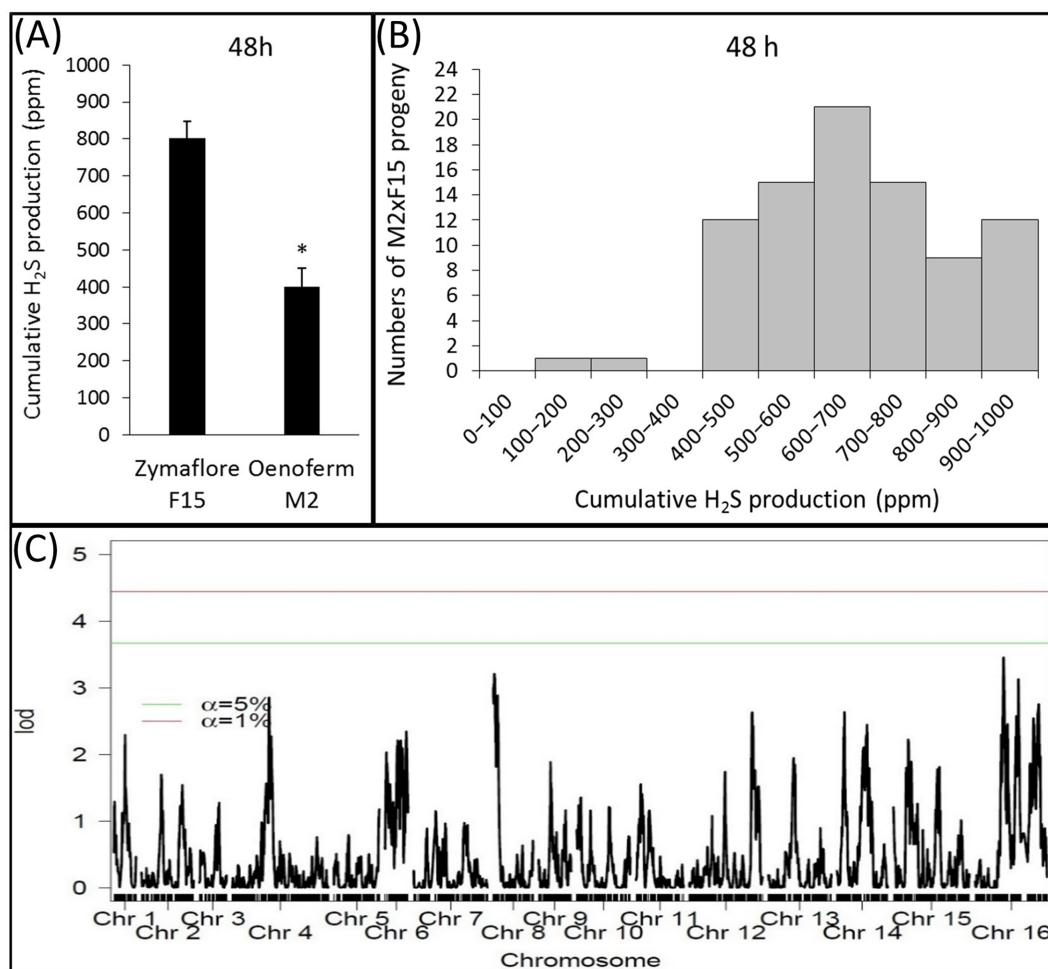 (A)
48h
Cumulative H₂S production (ppm)
1000
900
800
700
600
500
400
300
200
100
0
*
Zymaflore
F15
Oenoferm
M2
(B)
48 h
Numbers of M2xF15 progeny
24
22
20
18
16
14
12
10
8
6
4
2
0
0–100
100–200
200–300
300–400
400–500
500–600
600–700
700–800
800–900
900–1000
Cumulative H₂S production (ppm)
(C)
lod
5
4
3
2
1
0
α=5%
α=1%
Chr 1
Chr 2
Chr 3
Chr 4
Chr 5
Chr 6
Chr 7
Chr 8
Chr 9
Chr 10
Chr 11
Chr 12
Chr 13
Chr 14
Chr 15
Chr 16
Chromosome